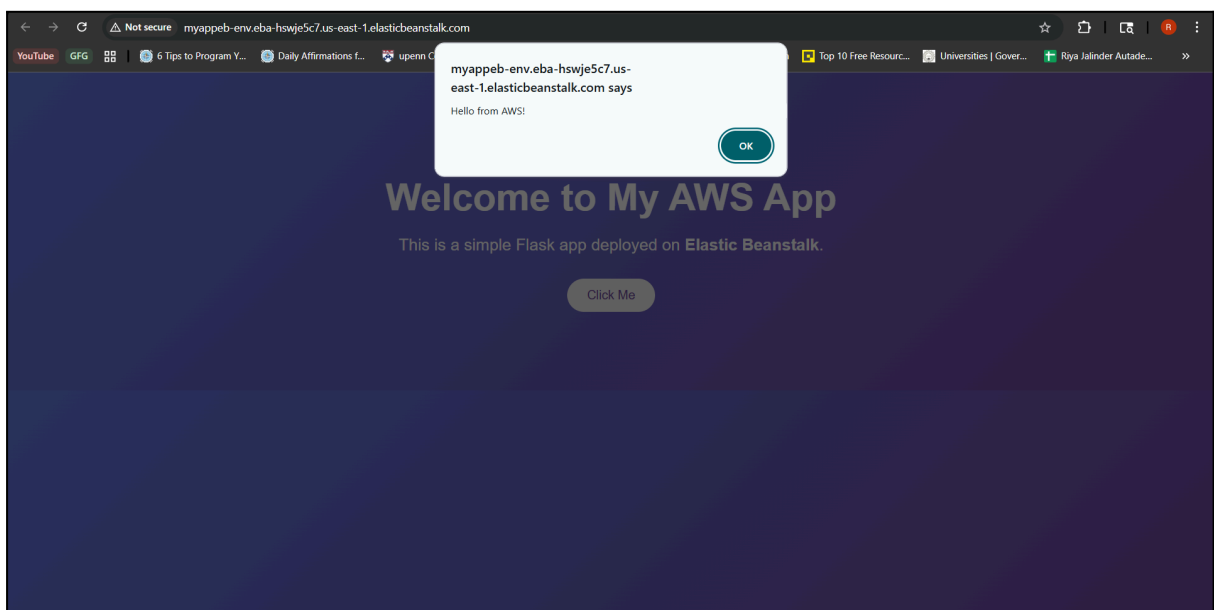 Not secure myappeb-env.eba-hswje5c7.us-east-1.elasticbeanstalk.com
R
YouTube GFG 6 Tips to Program Y... Daily Affirmations f... upenn C Top 10 Free Resourc... Universities | Gover... Riya Jalinder Autade... »
myappeb-env.eba-hswje5c7.us-
east-1.elasticbeanstalk.com says
Hello from AWS!
OK
Welcome to My AWS App
This is a simple Flask app deployed on Elastic Beanstalk.
Click Me